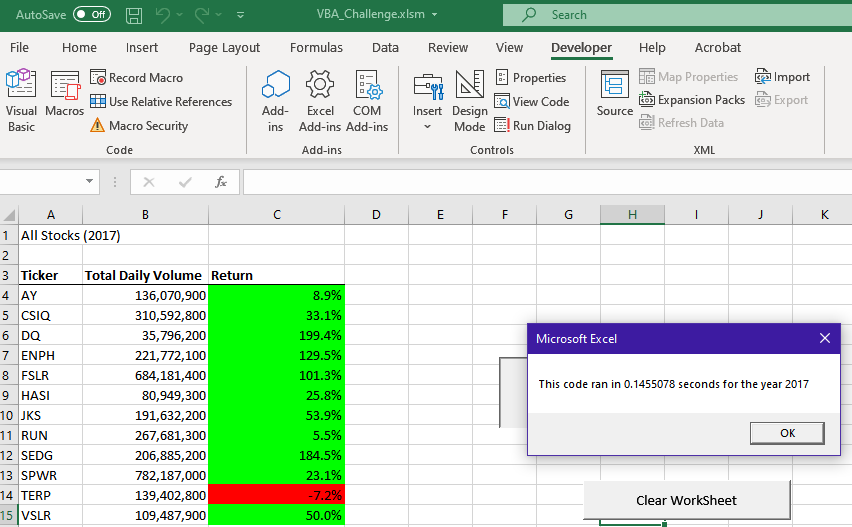 AutoSave Off VBA_Challenge.xlsm Search
File Home Insert Page Layout Formulas Data Review View Developer Help Acrobat
Visual Basic
Macros
Record Macro
Use Relative References
Macro Security
Code
Add-ins
Excel Add-ins
COM Add-ins
Add-ins
Insert
Design Mode
Properties
View Code
Run Dialog
Controls
Source
Map Properties
Expansion Packs
Refresh Data
Import
Export
XML
fx
A B C D E F G H I J K
1 All Stocks (2017)
2
3 Ticker Total Daily Volume Return
4 AY 136,070,900 8.9%
5 CSIQ 310,592,800 33.1%
6 DQ 35,796,200 199.4%
7 ENPH 221,772,100 129.5%
8 FSLR 684,181,400 101.3%
9 HASI 80,949,300 25.8%
10 JKS 191,632,200 53.9%
11 RUN 267,681,300 5.5%
12 SEDG 206,885,200 184.5%
13 SPWR 782,187,000 23.1%
14 TERP 139,402,800 -7.2%
15 VSLR 109,487,900 50.0%
Microsoft Excel
This code ran in 0.1455078 seconds for the year 2017
OK
Clear WorkSheet